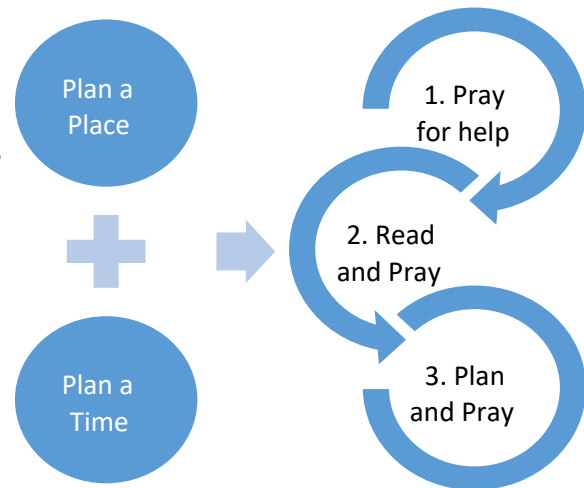 Plan a
Place
Plan a
Time
1. Pray
for help
2. Read
and Pray
3. Plan
and Pray